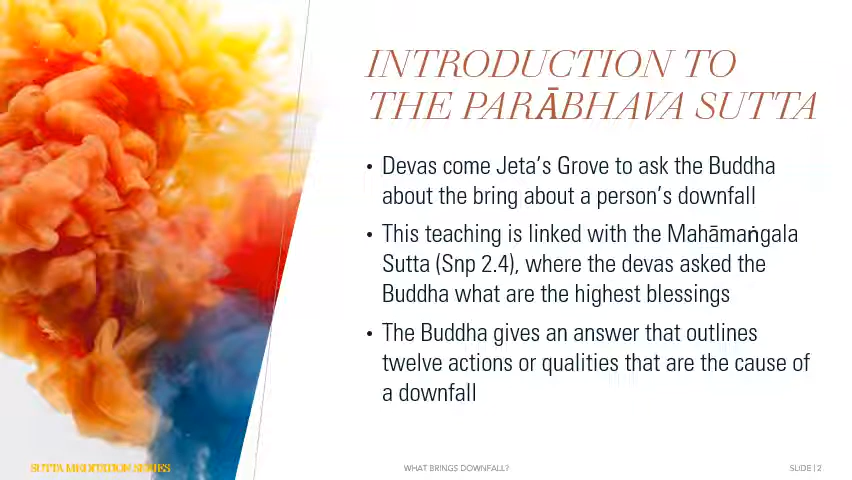 INTRODUCTION TO
THE PARĀBHAVA SUTTA
• Devas come Jeta's Grove to ask the Buddha
about the bring about a person's downfall
• This teaching is linked with the Mahāmaṅgala
Sutta (Snp 2.4), where the devas asked the
Buddha what are the highest blessings
• The Buddha gives an answer that outlines
twelve actions or qualities that are the cause of
a downfall
SUTTA MEDITATION SERIES
WHAT BRINGS DOWNFALL?
SLIDE | 2